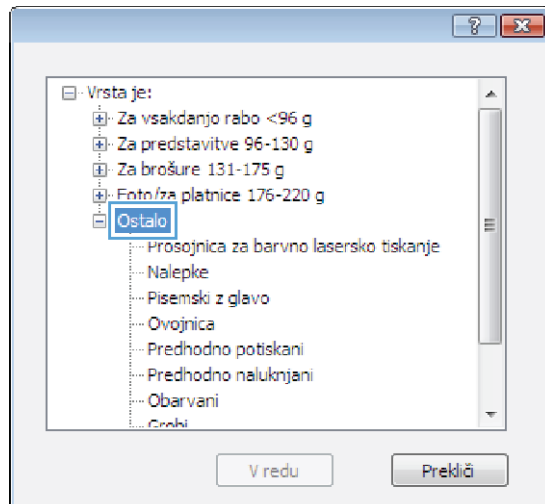 Vrsta je:
Za vsakdanjo rabo <96 g
Za predstavitve 96-130 g
Za brošure 131-175 g
Foto/za platnice 176-220 g
Ostalo
Prosojnica za barvno lasersko tiskanje
Nalepke
Pisemski z glavo
Ovojnica
Predhodno potiskani
Predhodno naluknjani
Obarvani
Grobi
V redu
Prekliči